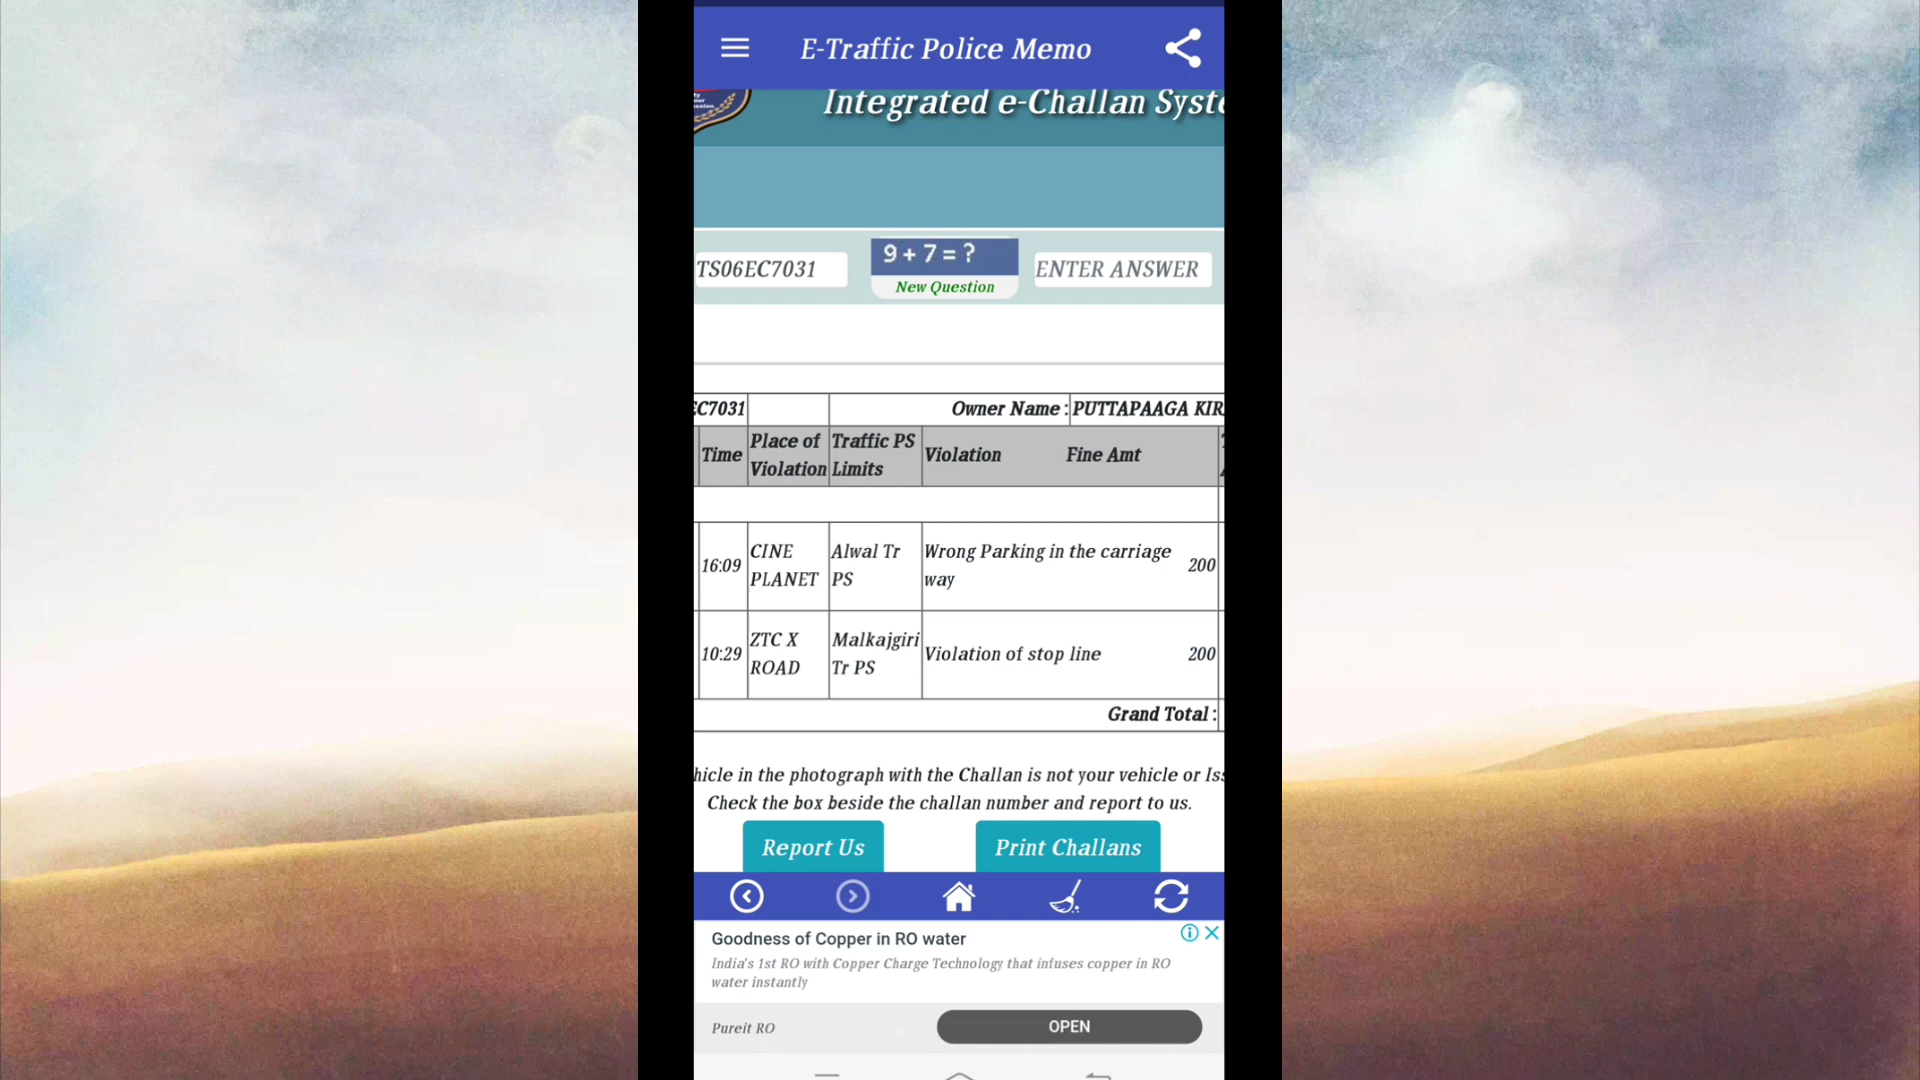 E-Traffic Police Memo
Integrated e-Challan Syste
TS06EC7031
9 + 7 = ?
ENTER ANSWER
New Question
EC7031
Owner Name :
PUTTAPAAGA KIR
Time
Place of
Violation
Traffic PS
Limits
Violation
Fine Amt
16:09
CINE
PLANET
Alwal Tr
PS
Wrong Parking in the carriage
way
200
10:29
ZTC X
ROAD
Malkajgiri
Tr PS
Violation of stop line
200
Grand Total :
hicle in the photograph with the Challan is not your vehicle or Iss
Check the box beside the challan number and report to us.
Report Us
Print Challans
Goodness of Copper in RO water
India's 1st RO with Copper Charge Technology that infuses copper in RO
water instantly
Pureit RO
OPEN